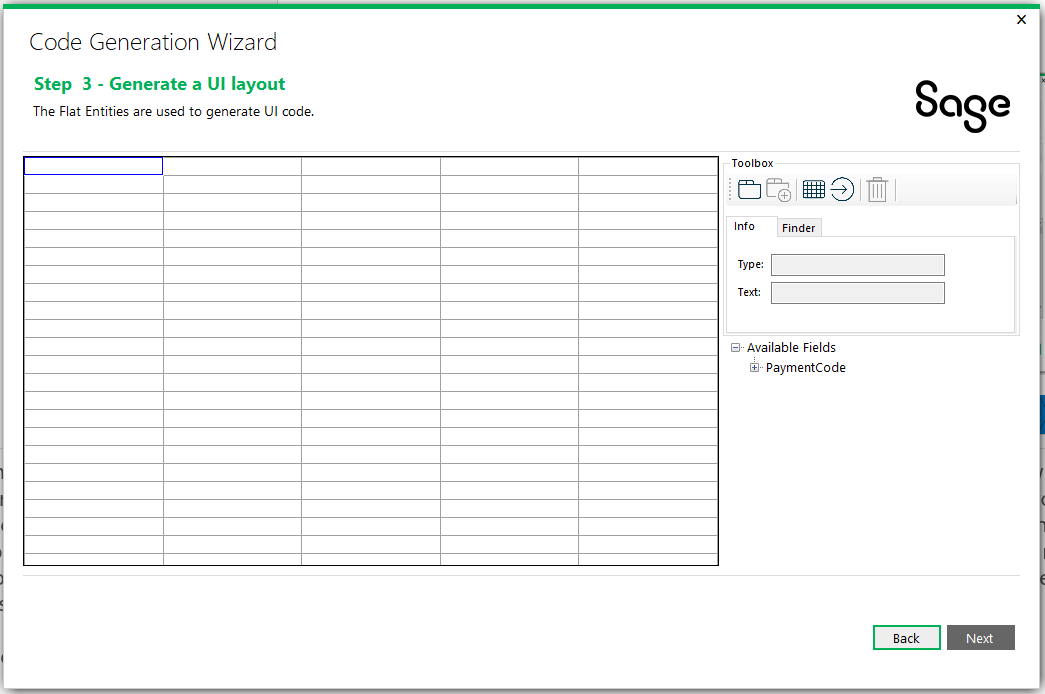 Code Generation Wizard
Step  3 - Generate a UI layout
The Flat Entities are used to generate UI code.
Sage
Toolbox
Info
Finder
Type:
Text:
Available Fields
PaymentCode
Back
Next